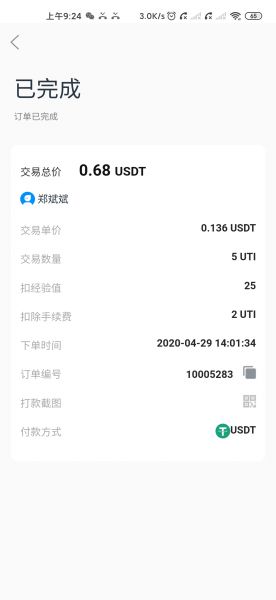 上午9:24 3.0K/s 65
已完成
订单已完成
交易总价 0.68 USDT
郑斌斌
交易单价 0.136 USDT
交易数量 5 UTI
扣经验值 25
扣除手续费 2 UTI
下单时间 2020-04-29 14:01:34
订单编号 10005283
打款截图
付款方式 USDT